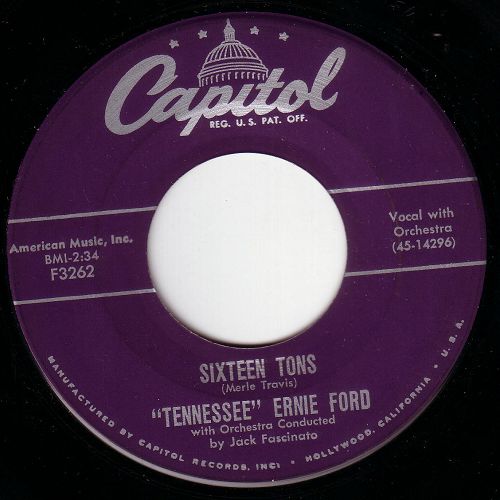 Capitol
REG. U.S. PAT. OFF.
American Music, Inc.
BMI-2:34
F3262
Vocal with
Orchestra
(45-14296)
SIXTEEN TONS
(Merle Travis)
"TENNESSEE" ERNIE FORD
with Orchestra Conducted
by Jack Fascinato
MANUFACTURED BY CAPITOL RECORDS, INC. • HOLLYWOOD, CALIFORNIA • U.S.A.